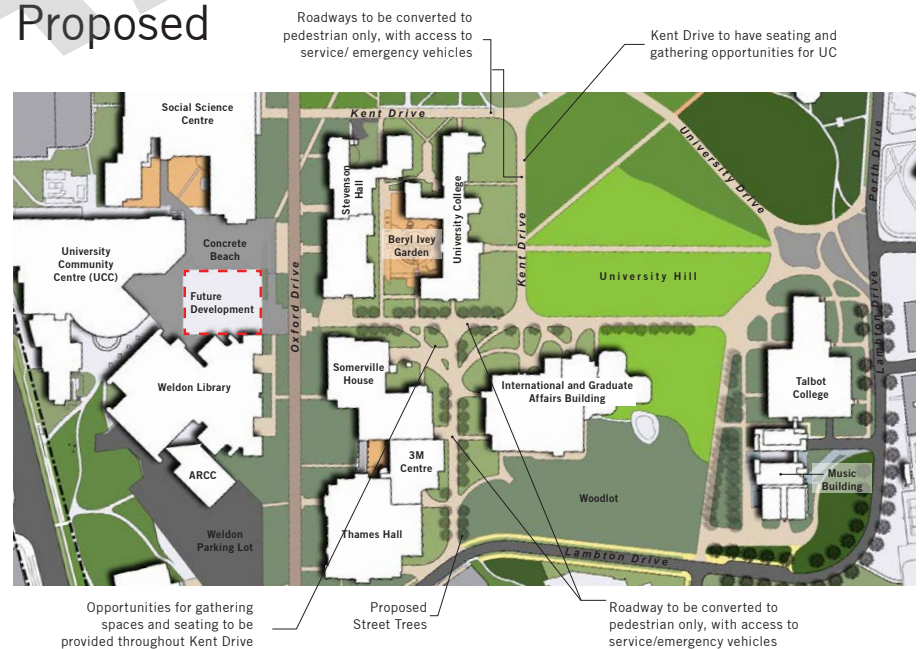 Proposed
Roadways to be converted to
pedestrian only, with access to
service/ emergency vehicles
Kent Drive to have seating and
gathering opportunities for UC
Social Science
Centre
Kent Drive
University Drive
Perth Drive
Stevenson
Hall
University College
Beryl Ivey
Garden
Kent Drive
Concrete
Beach
University
Community
Centre (UCC)
Future
Development
Oxford Drive
University Hill
Lambton Drive
Weldon Library
Somerville
House
International and Graduate
Affairs Building
Talbot
College
ARCC
3M
Centre
Music
Building
Woodlot
Weldon
Parking Lot
Thames Hall
Lambton Drive
Opportunities for gathering
spaces and seating to be
provided throughout Kent Drive
Proposed
Street Trees
Roadway to be converted to
pedestrian only, with access to
service/emergency vehicles